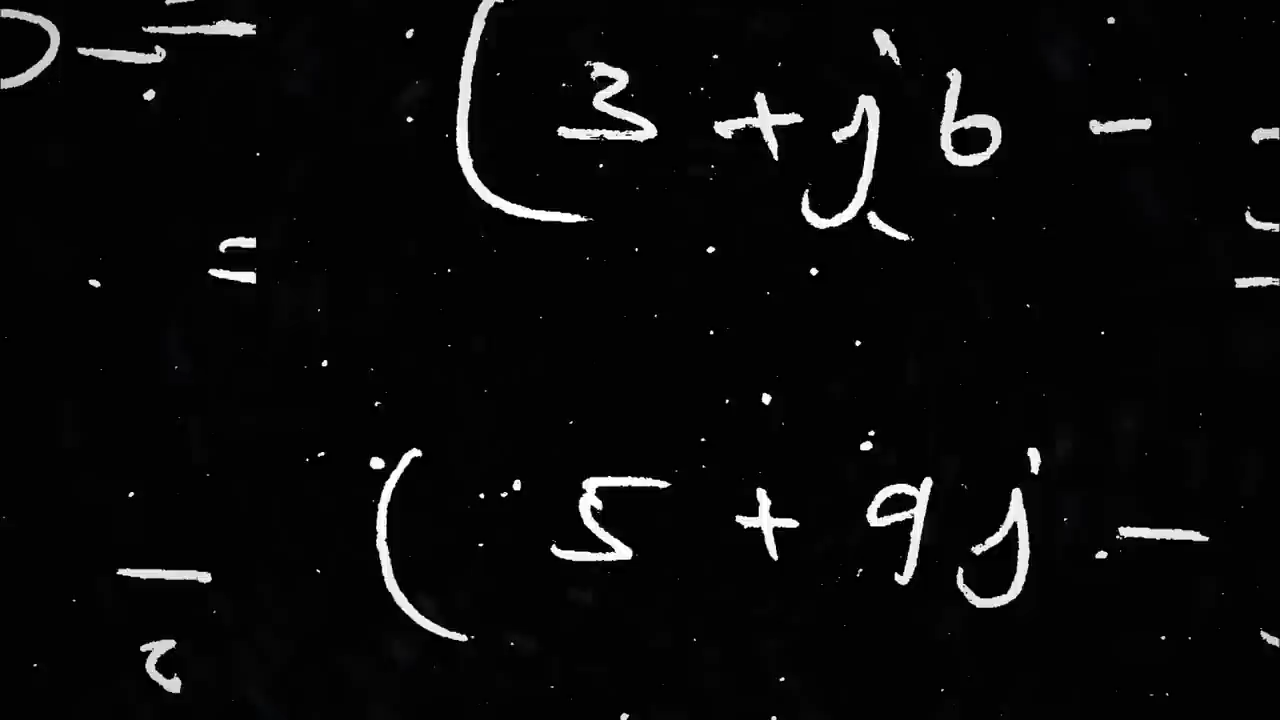 = (3 + j6 -
=
(5 + 9j -